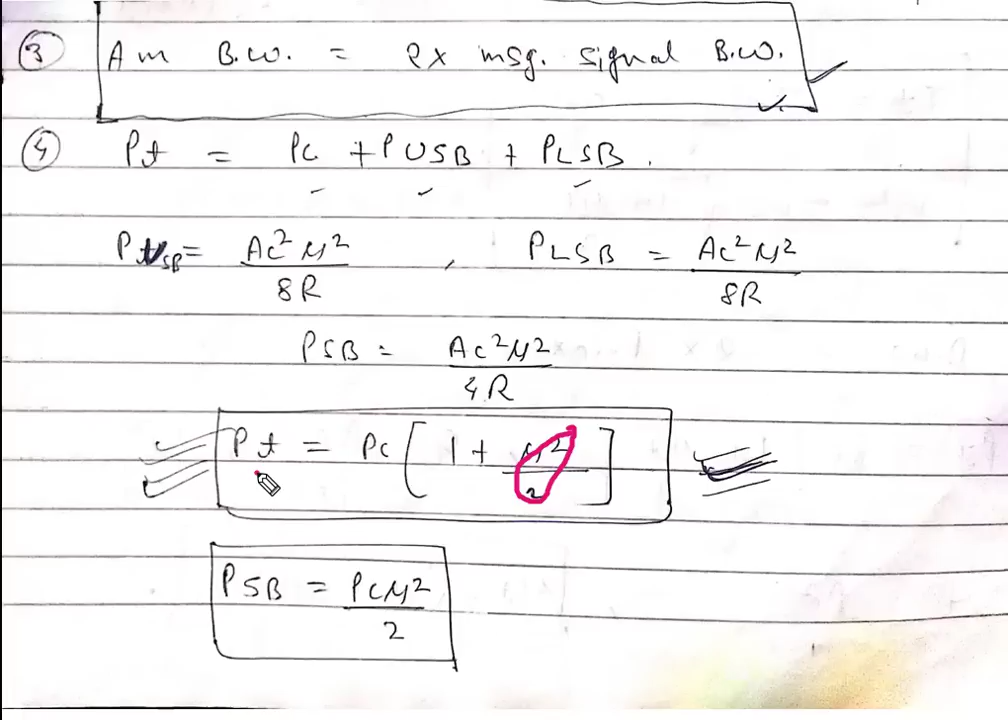 ③ Am B.W. = 2x msg. signal B.W.
④ Pt = Pc + PUSB + PLSB.
PUSB = Ac²μ²/8R , PLSB = Ac²μ²/8R
PSB = Ac²μ²/4R
Pt = Pc [1 + μ²/2]
PSB = Pcμ²/2